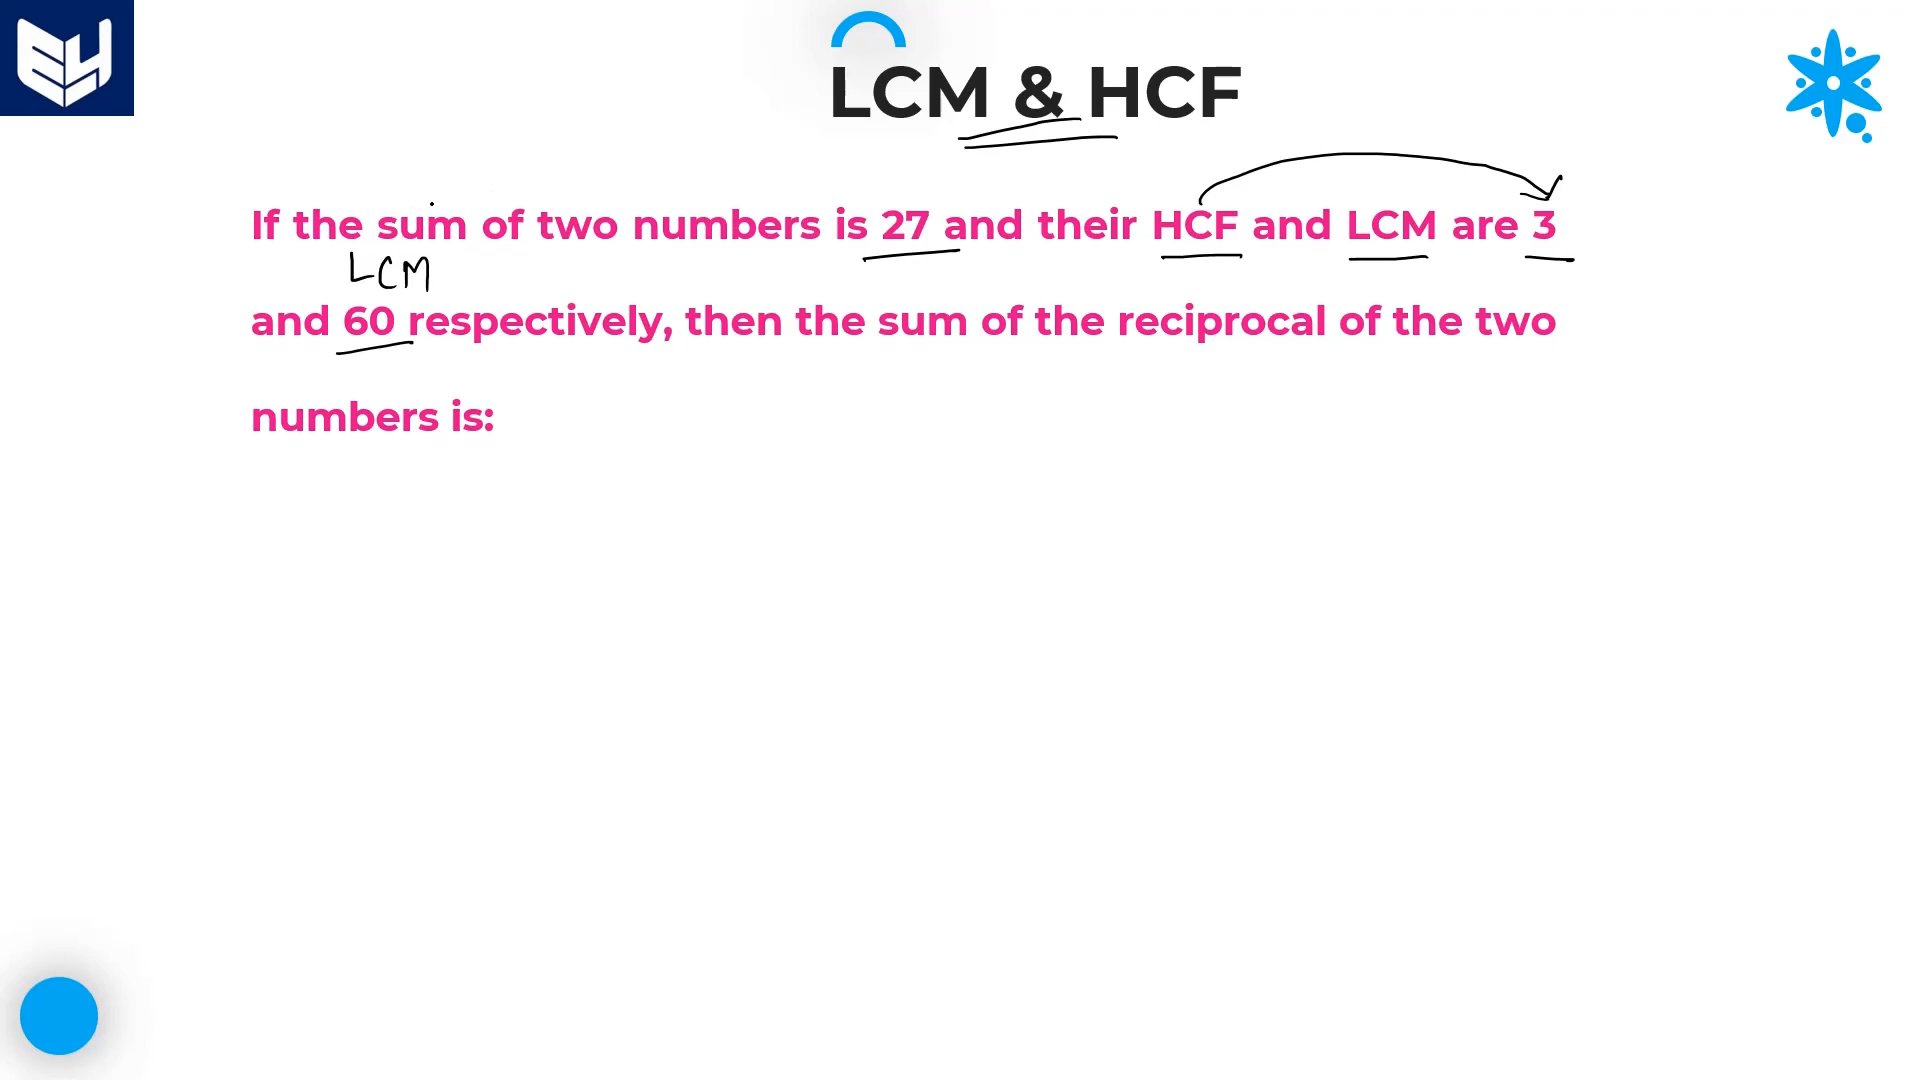 LCM & HCF
If the sum of two numbers is 27 and their HCF and LCM are 3
LCM
and 60 respectively, then the sum of the reciprocal of the two
numbers is: